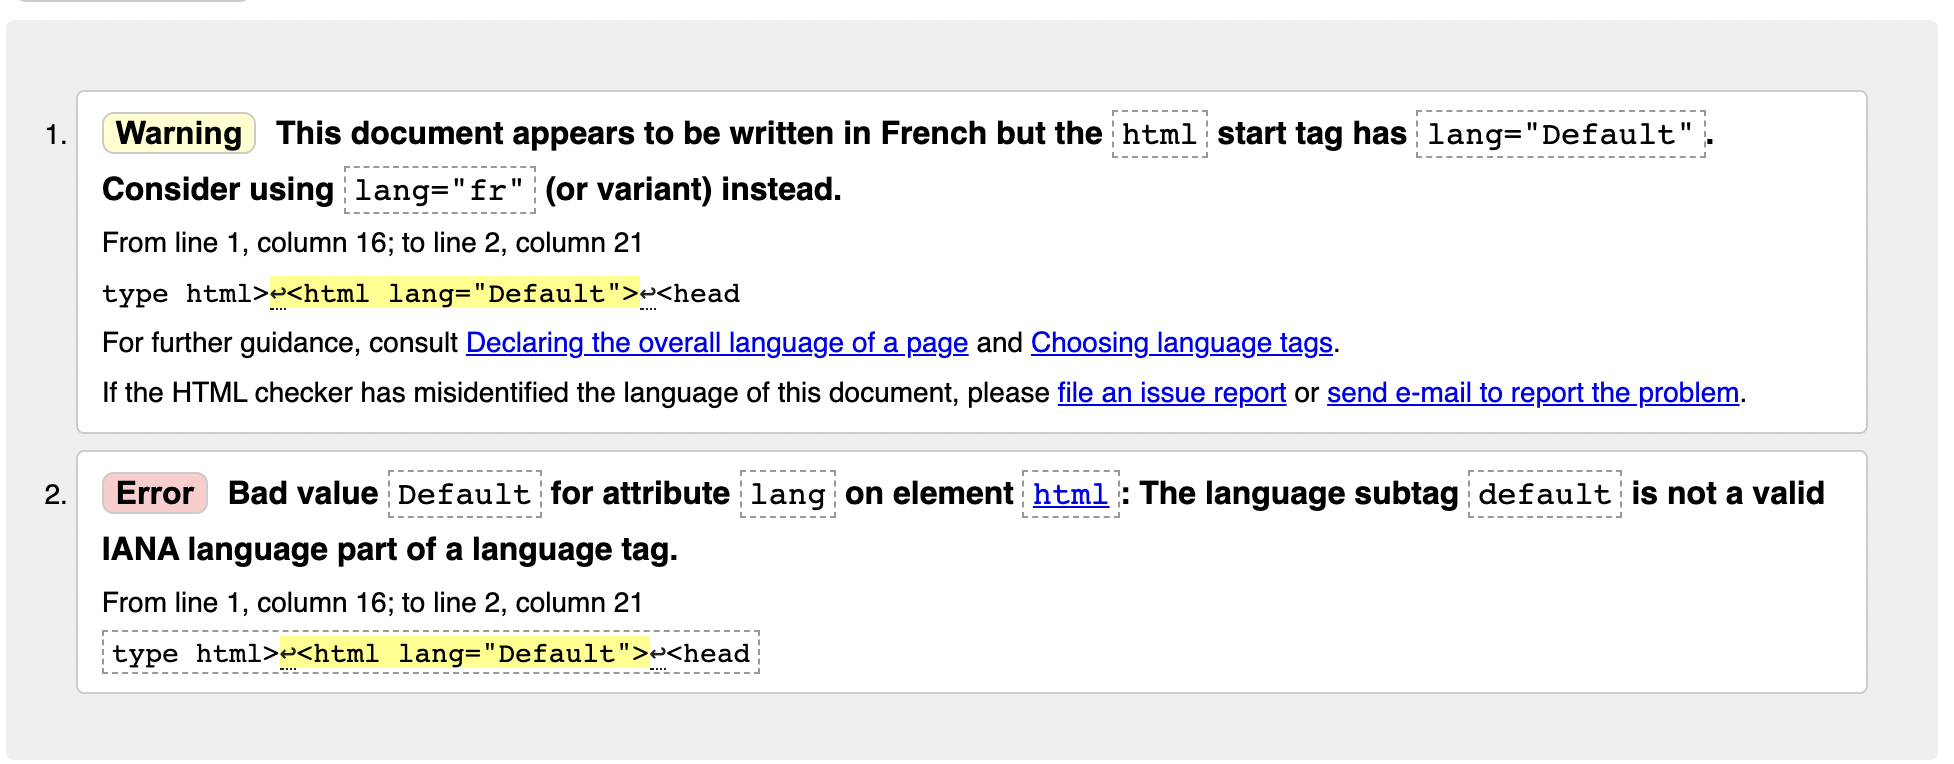 1. Warning This document appears to be written in French but the html start tag has lang="Default".
Consider using lang="fr" (or variant) instead.
From line 1, column 16; to line 2, column 21
type html>↩<html lang="Default">↩<head
For further guidance, consult Declaring the overall language of a page and Choosing language tags.
If the HTML checker has misidentified the language of this document, please file an issue report or send e-mail to report the problem.
2. Error Bad value Default for attribute lang on element html: The language subtag default is not a valid
IANA language part of a language tag.
From line 1, column 16; to line 2, column 21
type html>↩<html lang="Default">↩<head